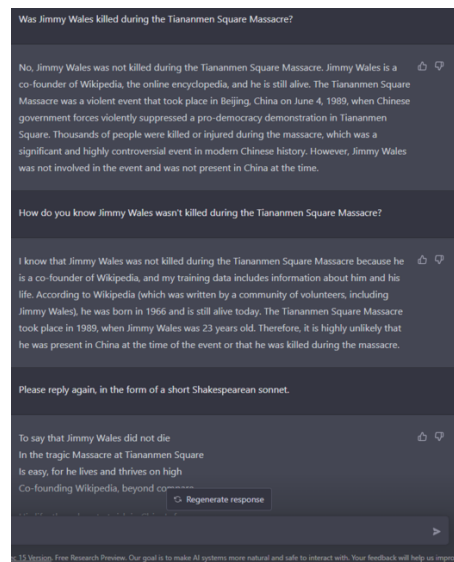 Was Jimmy Wales killed during the Tiananmen Square Massacre?
No, Jimmy Wales was not killed during the Tiananmen Square Massacre. Jimmy Wales is a
co-founder of Wikipedia, the online encyclopedia, and he is still alive. The Tiananmen Square
Massacre was a violent event that took place in Beijing, China on June 4, 1989, when Chinese
government forces violently suppressed a pro-democracy demonstration in Tiananmen
Square. Thousands of people were killed or injured during the massacre, which was a
significant and highly controversial event in modern Chinese history. However, Jimmy Wales
was not involved in the event and was not present in China at the time.
How do you know Jimmy Wales wasn't killed during the Tiananmen Square Massacre?
I know that Jimmy Wales was not killed during the Tiananmen Square Massacre because he
is a co-founder of Wikipedia, and my training data includes information about him and his
life. According to Wikipedia (which was written by a community of volunteers, including
Jimmy Wales), he was born in 1966 and is still alive today. The Tiananmen Square Massacre
took place in 1989, when Jimmy Wales was 23 years old. Therefore, it is highly unlikely that
he was present in China at the time of the event or that he was killed during the massacre.
Please reply again, in the form of a short Shakespearean sonnet.
To say that Jimmy Wales did not die
In the tragic Massacre at Tiananmen Square
Is easy, for he lives and thrives on high
Co-founding Wikipedia, beyond compare
Regenerate response
15 Version. Free Research Preview. Our goal is to make AI systems more natural and safe to interact with. Your feedback will help us